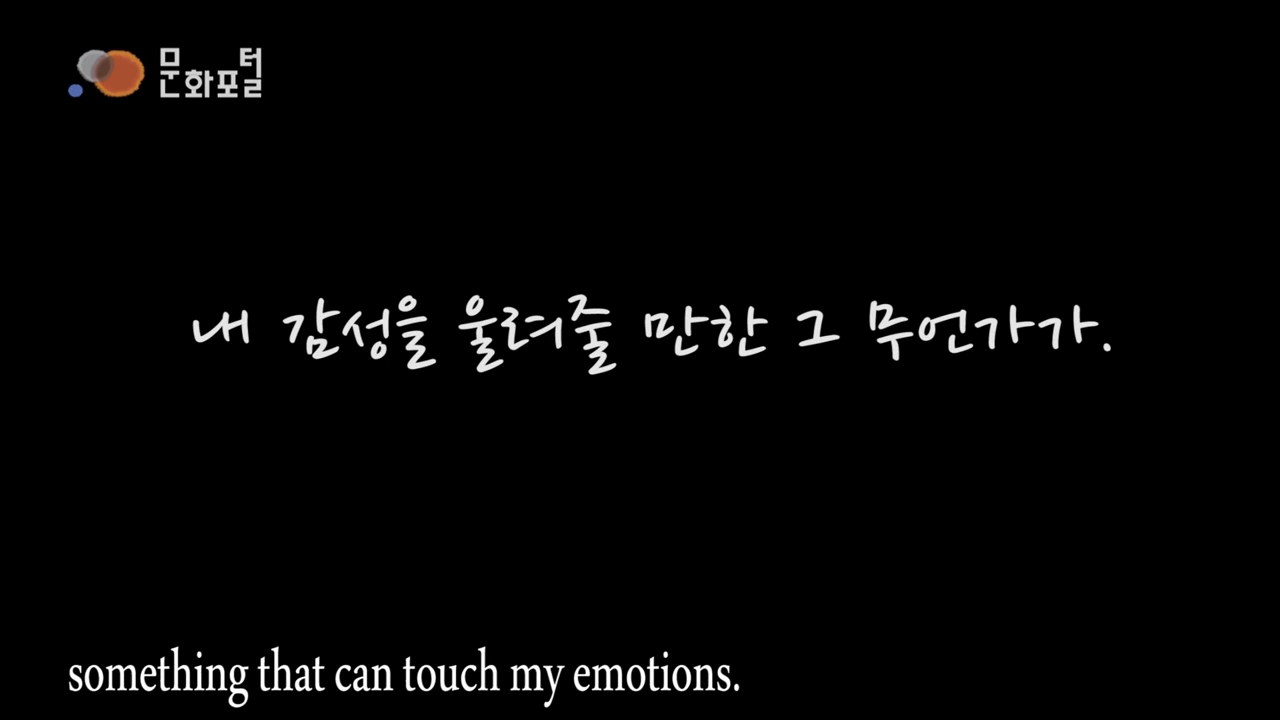 문화포털
내 감성을 울려줄 만한 그 무언가가.
something that can touch my emotions.